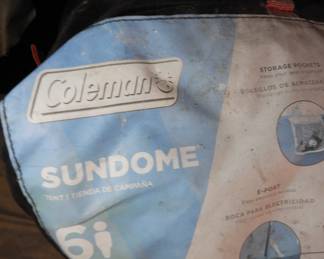 Coleman
SUNDOME
TENT / TIENDA DE CAMPAÑA
6
STORAGE POCKETS
BOLSILLOS DE
E-PORT
BOCA PARA ELECTRICIDAD